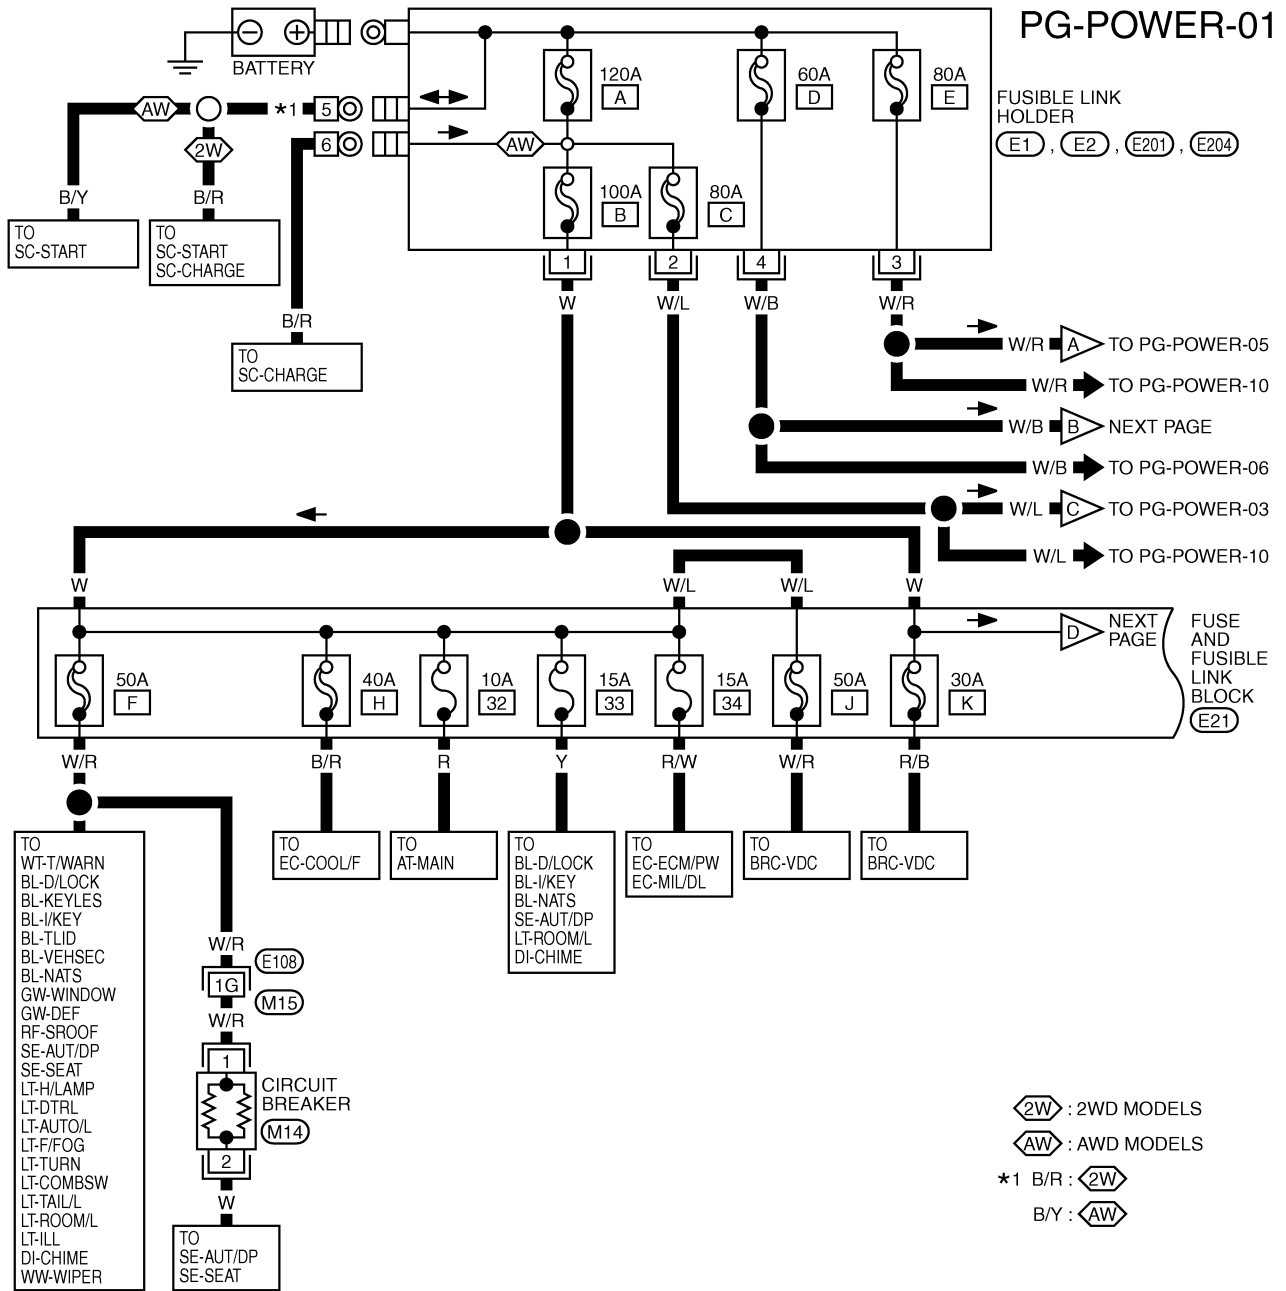 PG-POWER-01
BATTERY
120A
A
60A
D
80A
E
FUSIBLE LINK
HOLDER
E1 , E2 , E201 , E204
AW
*1
5
2W
6
AW
100A
B
80A
C
B/Y
B/R
TO
SC-START
TO
SC-START
SC-CHARGE
1
2
4
3
W
W/L
W/B
W/R
B/R
TO
SC-CHARGE
W/R
A
TO PG-POWER-05
W/R
TO PG-POWER-10
W/B
B
NEXT PAGE
W/B
TO PG-POWER-06
W/L
C
TO PG-POWER-03
W/L
TO PG-POWER-10
W
W/L
W/L
W
D
NEXT
PAGE
FUSE
AND
FUSIBLE
LINK
BLOCK
E21
50A
F
40A
H
10A
32
15A
33
15A
34
50A
J
30A
K
W/R
B/R
R
Y
R/W
W/R
R/B
TO
WT-T/WARN
BL-D/LOCK
BL-KEYLES
BL-I/KEY
BL-TLID
BL-VEHSEC
BL-NATS
GW-WINDOW
GW-DEF
RF-SROOF
SE-AUT/DP
SE-SEAT
LT-H/LAMP
LT-DTRL
LT-AUTO/L
LT-F/FOG
LT-TURN
LT-COMBSW
LT-TAIL/L
LT-ROOM/L
LT-ILL
DI-CHIME
WW-WIPER
TO
EC-COOL/F
TO
AT-MAIN
TO
BL-D/LOCK
BL-I/KEY
BL-NATS
SE-AUT/DP
LT-ROOM/L
DI-CHIME
TO
EC-ECM/PW
EC-MIL/DL
TO
BRC-VDC
TO
BRC-VDC
W/R
E108
1G
M15
W/R
1
CIRCUIT
BREAKER
M14
2
W
TO
SE-AUT/DP
SE-SEAT
2W : 2WD MODELS
AW : AWD MODELS
*1 B/R : 2W
B/Y : AW